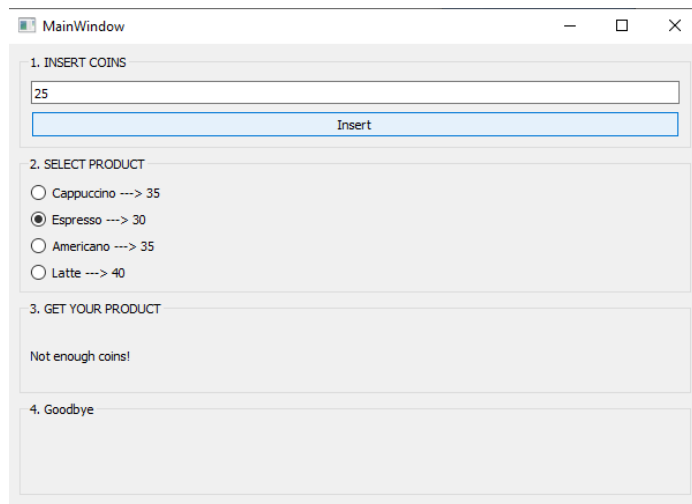 MainWindow
1. INSERT COINS
25
Insert
2. SELECT PRODUCT
Cappuccino ---> 35
Espresso ---> 30
Americano ---> 35
Latte ---> 40
3. GET YOUR PRODUCT
Not enough coins!
4. Goodbye